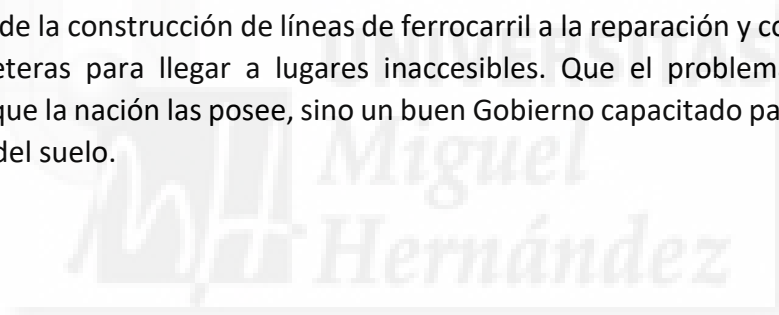 de la construcción de líneas de ferrocarril a la reparación y co
eteras para llegar a lugares inaccesibles. Que el problem
que la nación las posee, sino un buen Gobierno capacitado pa
del suelo.
UNIVERSITAS
Miguel
Hernández